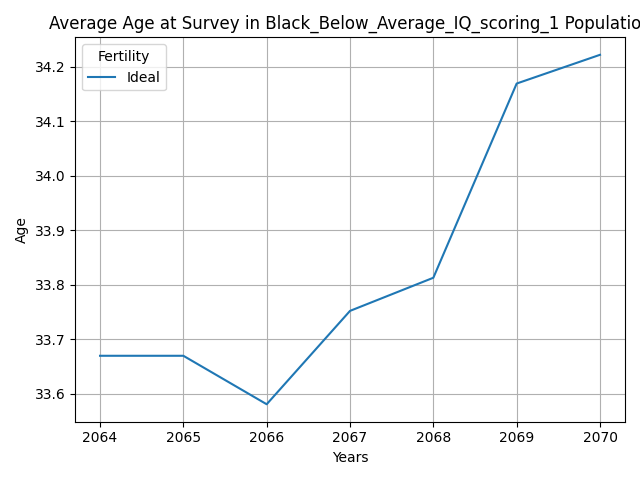 Average Age at Survey in Black_Below_Average_IQ_scoring_1 Populatio
Fertility
Ideal
34.2
34.1
34.0
33.9
33.8
33.7
33.6
Age
2064 2065 2066 2067 2068 2069 2070
Years